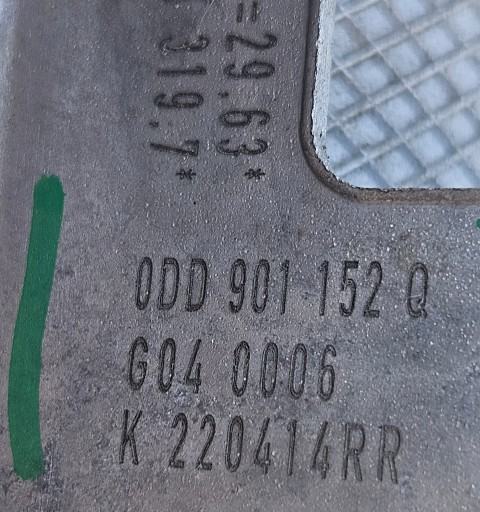 =29.63*
319.7*
0DD 901 152 Q
G04 0006
K 220414RR